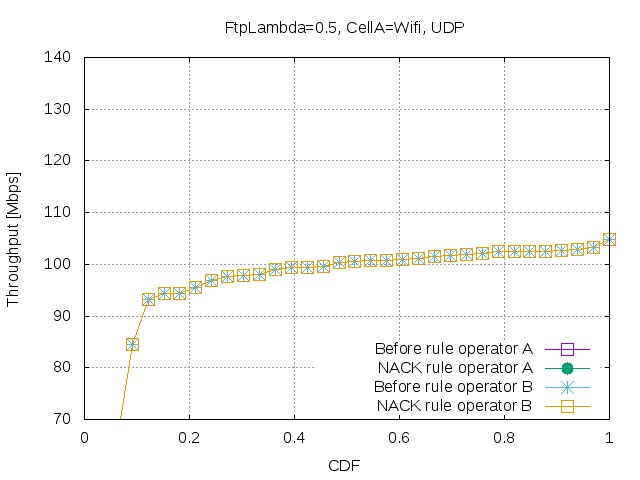 FtpLambda=0.5, CellA=Wifi, UDP
140
130
120
110
100
90
80
70
Throughput [Mbps]
Before rule operator A
NACK rule operator A
Before rule operator B
NACK rule operator B
0 0.2 0.4 0.6 0.8 1
CDF